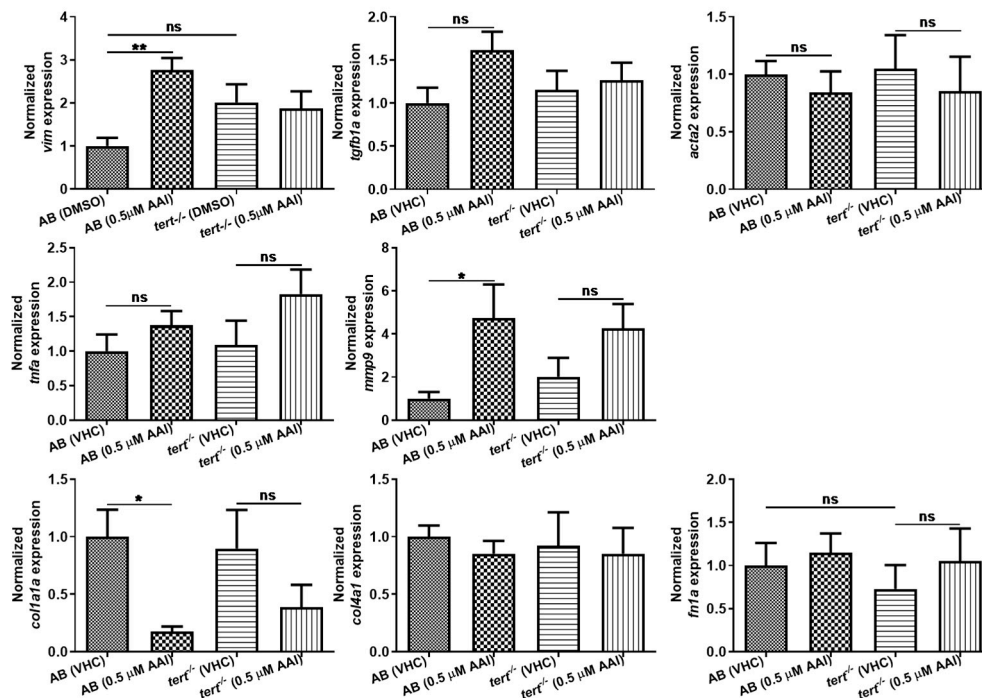 Normalized
vim expression
4
3
2
1
0
ns
**
AB (DMSO)
AB (0.5µM AAI)
tert-/- (DMSO)
tert-/- (0.5µM AAI)
Normalized
tgfb1a expression
2.0
1.5
1.0
0.5
0.0
ns
AB (VHC)
AB (0.5 µM AAI)
tert-/- (VHC)
tert-/- (0.5 µM AAI)
Normalized
acta2 expression
1.5
1.0
0.5
0.0
ns
ns
AB (VHC)
AB (0.5 µM AAI)
tert-/- (VHC)
tert-/- (0.5 µM AAI)
Normalized
tnfa expression
2.5
2.0
1.5
1.0
0.5
0.0
ns
ns
AB (VHC)
AB (0.5 µM AAI)
tert-/- (VHC)
tert-/- (0.5 µM AAI)
Normalized
mmp9 expression
8
6
4
2
0
*
ns
AB (VHC)
AB (0.5 µM AAI)
tert-/- (VHC)
tert-/- (0.5 µM AAI)
Normalized
col1a1a expression
1.5
1.0
0.5
0.0
*
ns
AB (VHC)
AB (0.5 µM AAI)
tert-/- (VHC)
tert-/- (0.5 µM AAI)
Normalized
col4a1 expression
1.5
1.0
0.5
0.0
AB (VHC)
AB (0.5 µM AAI)
tert-/- (VHC)
tert-/- (0.5 µM AAI)
Normalized
fn1a expression
2.0
1.5
1.0
0.5
0.0
ns
ns
AB (VHC)
AB (0.5 µM AAI)
tert-/- (VHC)
tert-/- (0.5 µM AAI)